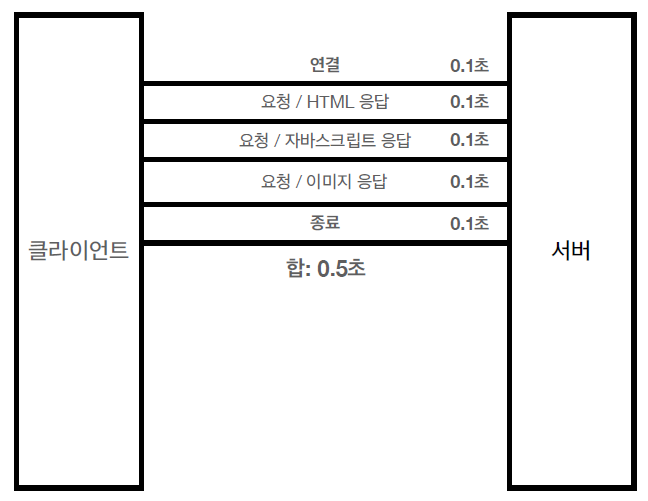 연결 0.1초
요청 / HTML 응답 0.1초
요청 / 자바스크립트 응답 0.1초
요청 / 이미지 응답 0.1초
종료 0.1초
클라이언트
서버
합: 0.5초